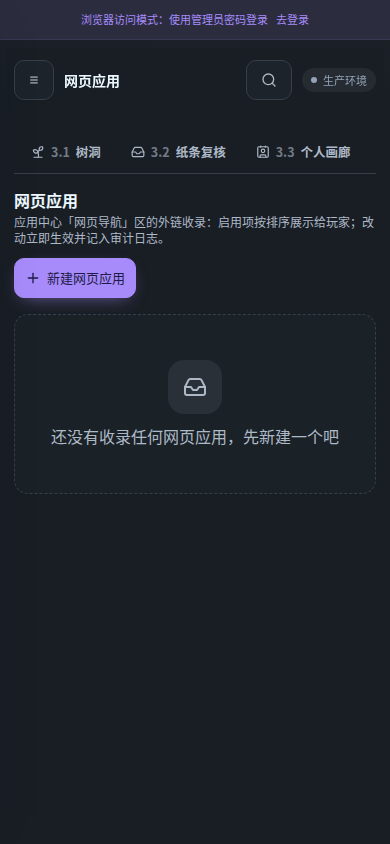 浏览器访问模式：使用管理员密码登录 去登录
网页应用
生产环境
3.1 树洞 3.2 纸条复核 3.3 个人画廊
网页应用
应用中心「网页导航」区的外链收录：启用项按排序展示给玩家；改
动立即生效并记入审计日志。
新建网页应用
还没有收录任何网页应用，先新建一个吧